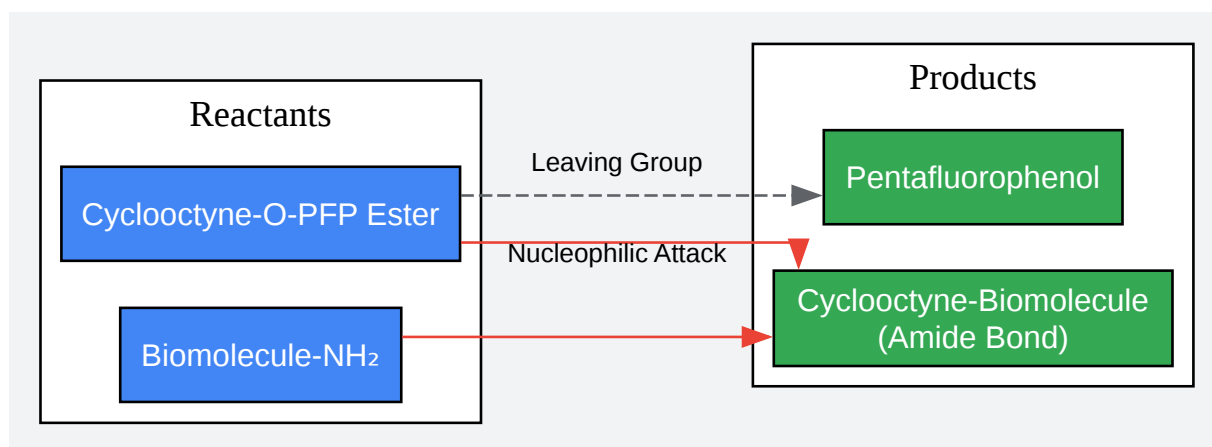 Reactants
Cyclooctyne-O-PFP Ester
Biomolecule-NH₂
Leaving Group
Nucleophilic Attack
Products
Pentafluorophenol
Cyclooctyne-Biomolecule
(Amide Bond)